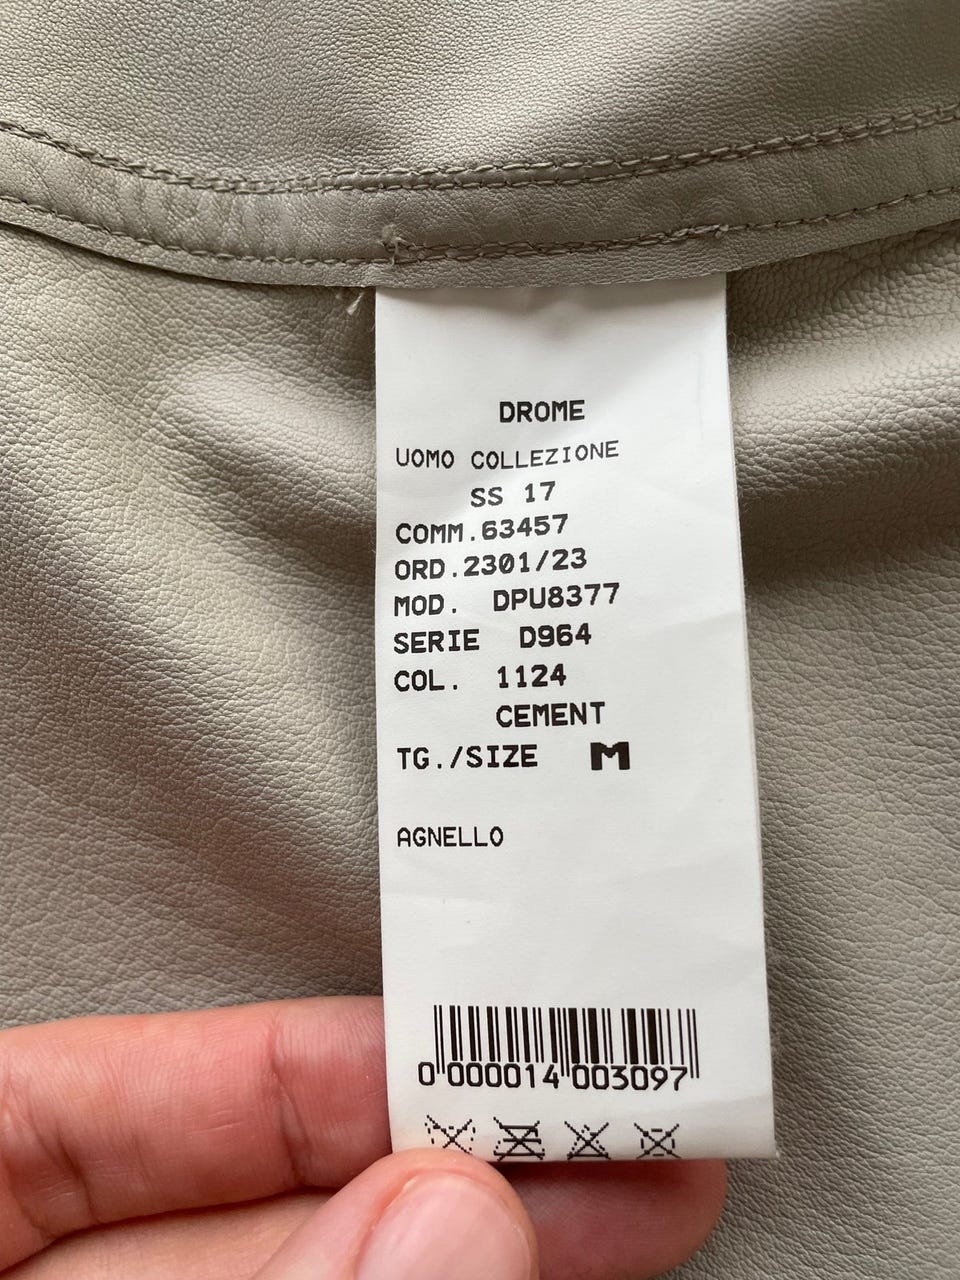 DROME
UOMO COLLEZIONE
SS 17
COMM.63457
ORD.2301/23
MOD. DPU8377
SERIE D964
COL. 1124
CEMENT
TG./SIZE M
AGNELLO
0 000014 003097